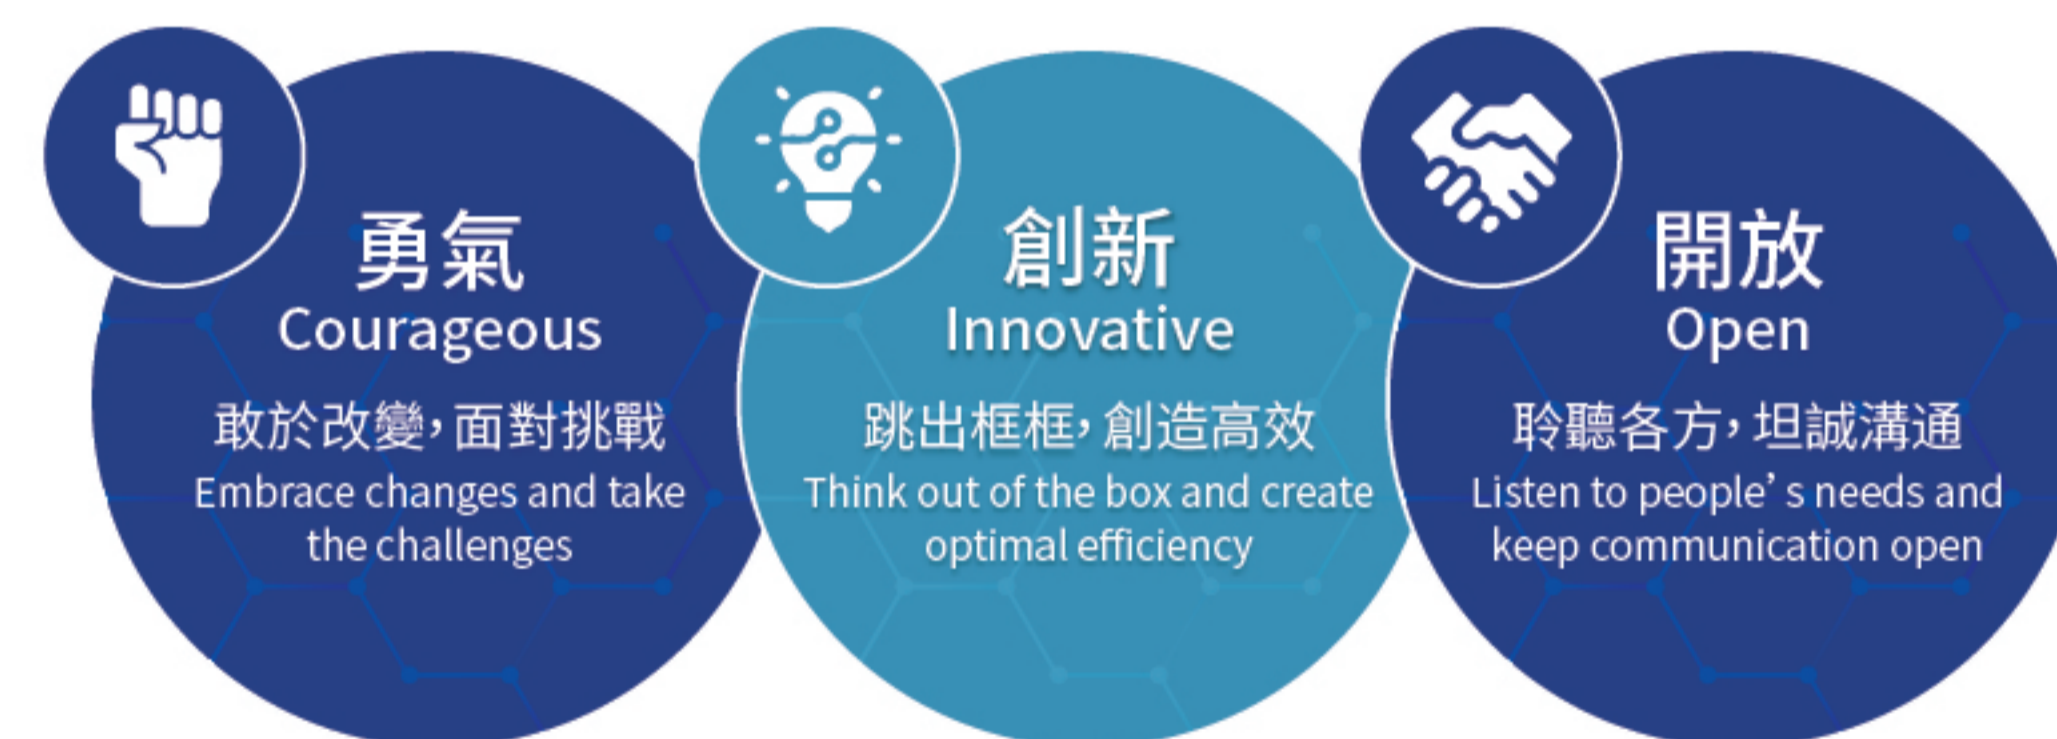 勇氣
Courageous
敢於改變，面對挑戰
Embrace changes and take
the challenges
創新
Innovative
跳出框框，創造高效
Think out of the box and create
optimal efficiency
開放
Open
聆聽各方，坦誠溝通
Listen to people’s needs and
keep communication open